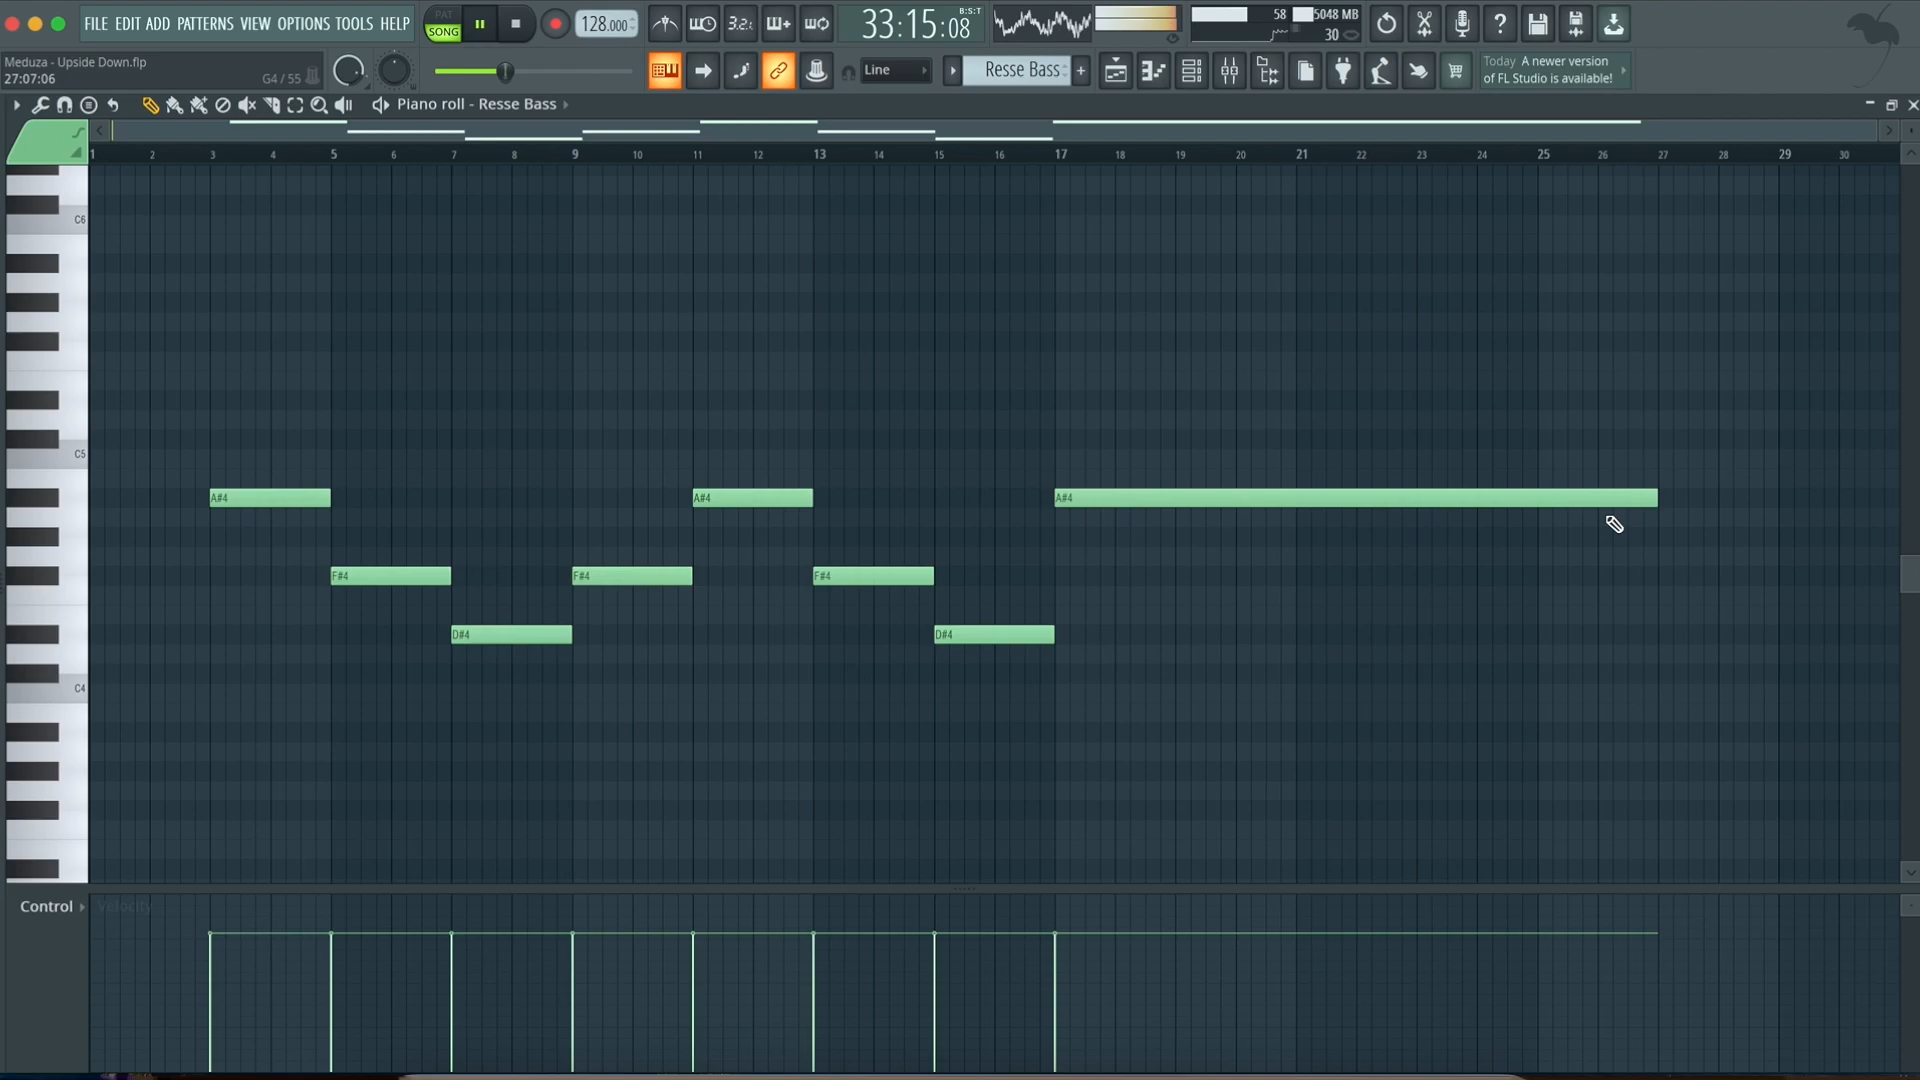 FILE EDIT ADD PATTERNS VIEW OPTIONS TOOLS HELP
PAT
SONG
128.000
3.2.
33:15:08
B:S:T
58
5048 MB
30
Meduza - Upside Down.flp
27:07:06
G4 / 55
Line
Resse Bass
+
Today A newer version
of FL Studio is available!
Piano roll - Resse Bass
1 2 3 4 5 6 7 8 9 10 11 12 13 14 15 16 17 18 19 20 21 22 23 24 25 26 27 28 29 30
C6
C5
A#4
A#4
A#4
F#4
F#4
F#4
D#4
D#4
C4
Control
Velocity